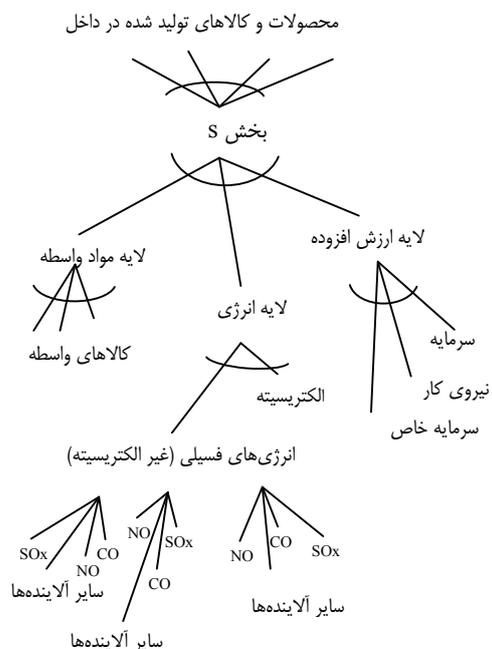 محصولات و کالاهای تولید شده در داخل
بخش S
لایه ارزش افزوده
لایه مواد واسطه
لایه انرژی
سرمایه
کالاهای واسطه
نیروی کار
الکتریسیته
سرمایه خاص
انرژی‌های فسیلی (غیر الکتریسیته)
SOx
CO
NO
سایر آلاینده‌ها
NO
SOx
CO
سایر آلاینده‌ها
NO
CO
SOx
سایر آلاینده‌ها